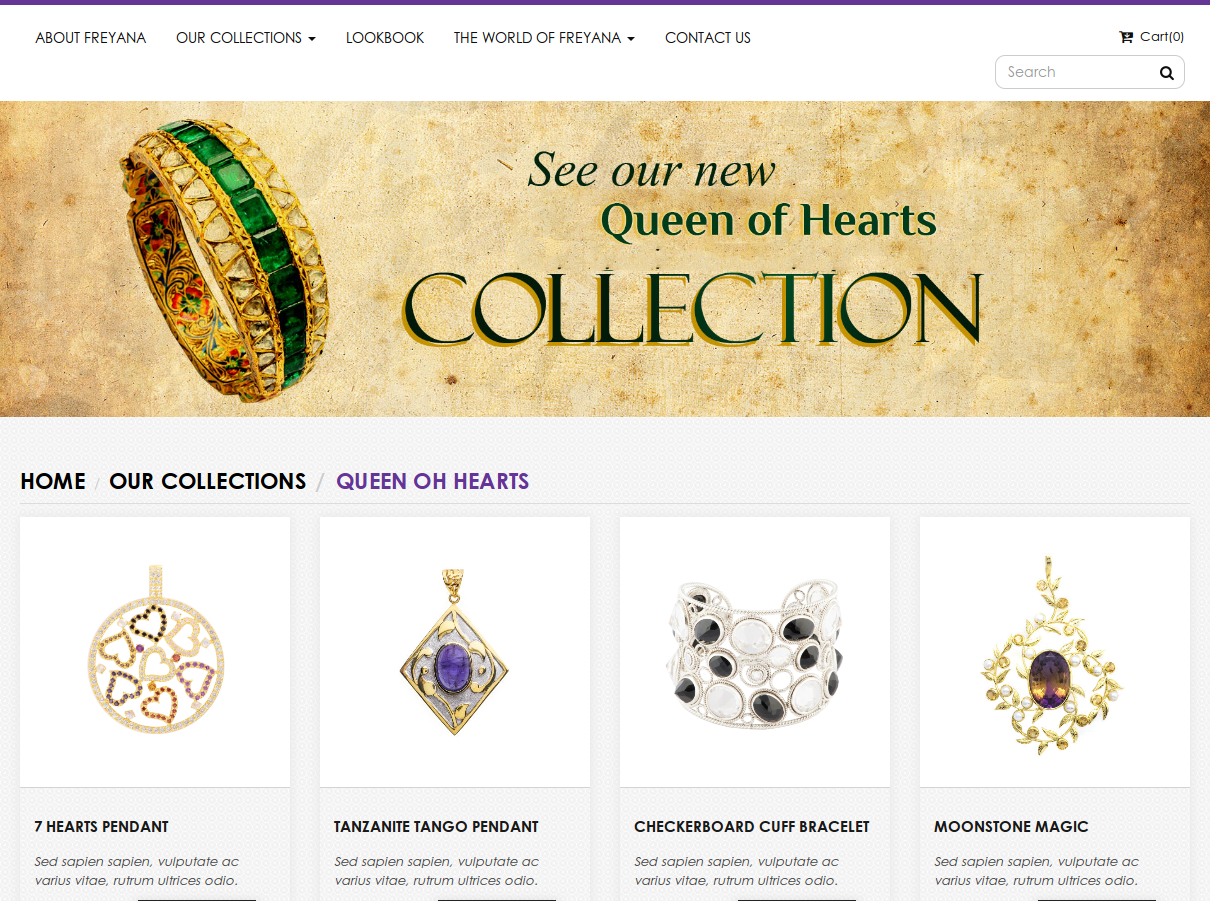 ABOUT FREYANA OUR COLLECTIONS LOOKBOOK THE WORLD OF FREYANA CONTACT US Cart(0)
Search
See our new
Queen of Hearts
COLLECTION
HOME / OUR COLLECTIONS / QUEEN OH HEARTS
7 HEARTS PENDANT
Sed sapien sapien, vulputate ac
varius vitae, rutrum ultrices odio.
TANZANITE TANGO PENDANT
Sed sapien sapien, vulputate ac
varius vitae, rutrum ultrices odio.
CHECKERBOARD CUFF BRACELET
Sed sapien sapien, vulputate ac
varius vitae, rutrum ultrices odio.
MOONSTONE MAGIC
Sed sapien sapien, vulputate ac
varius vitae, rutrum ultrices odio.